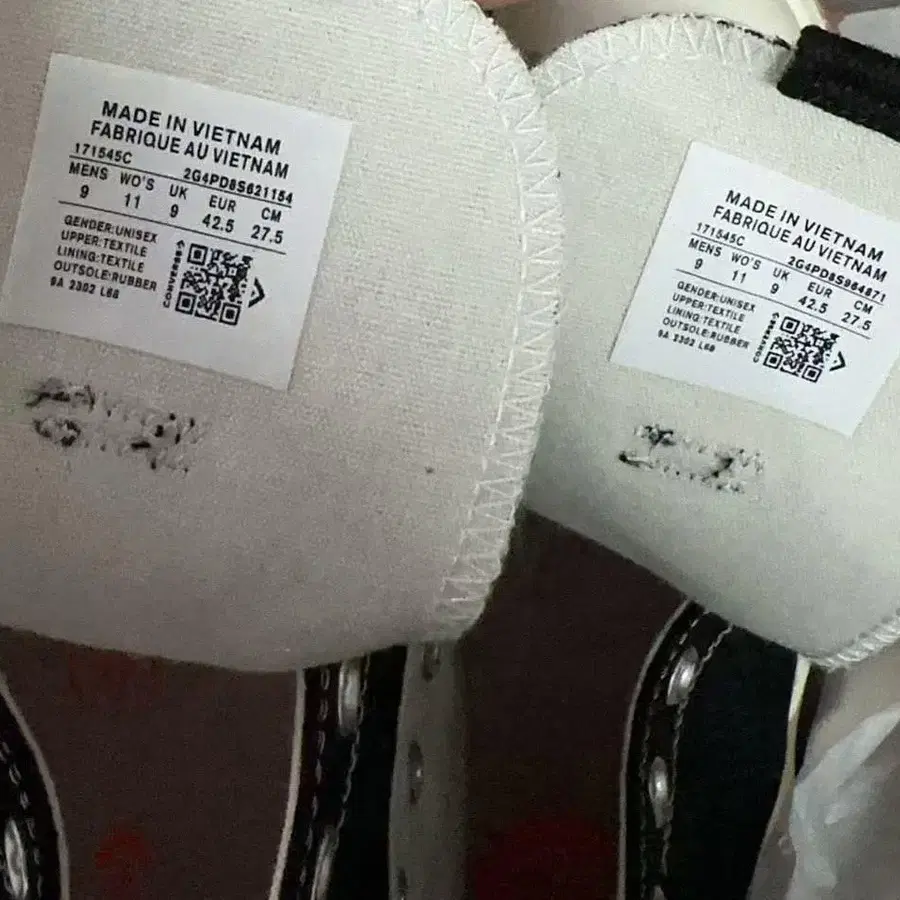 MADE IN VIETNAM
FABRIQUE AU VIETNAM
171545C 2G4PD8S621154
MENS WO'S UK EUR CM
9 11 9 42.5 27.5
GENDER:UNISEX
UPPER:TEXTILE
LINING:TEXTILE
OUTSOLE:RUBBER
9A 2302 L68
CONVERSE
MADE IN VIETNAM
FABRIQUE AU VIETNAM
171545C 2G4PD8S984871
MENS WO'S UK EUR CM
9 11 9 42.5 27.5
GENDER:UNISEX
UPPER:TEXTILE
LINING:TEXTILE
OUTSOLE:RUBBER
9A 2302 L68
CONVERSE